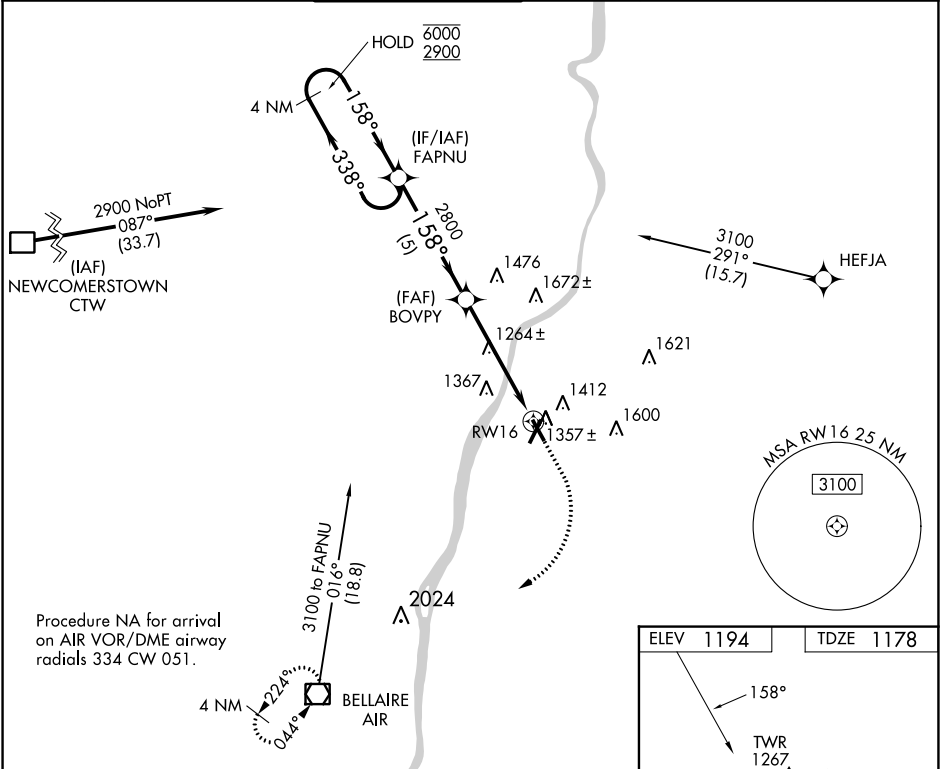 HOLD 6000
2900
4 NM
158°
338°
(IF/IAF)
FAPNU
2900 NoPT
087°
(33.7)
(IAF)
NEWCOMERSTOWN
CTW
2800
158°
(5)
3100
291°
(15.7)
HEFJA
1476
1672±
(FAF)
BOVPY
1264±
1621
1367
1412
RW16
1357±
1600
MSA RW16 25 NM
3100
3100 to FAPNU
016°
(18.8)
2024
Procedure NA for arrival
on AIR VOR/DME airway
radials 334 CW 051.
4 NM
224°
044°
BELLAIRE
AIR
ELEV 1194
TDZE 1178
158°
TWR
1267